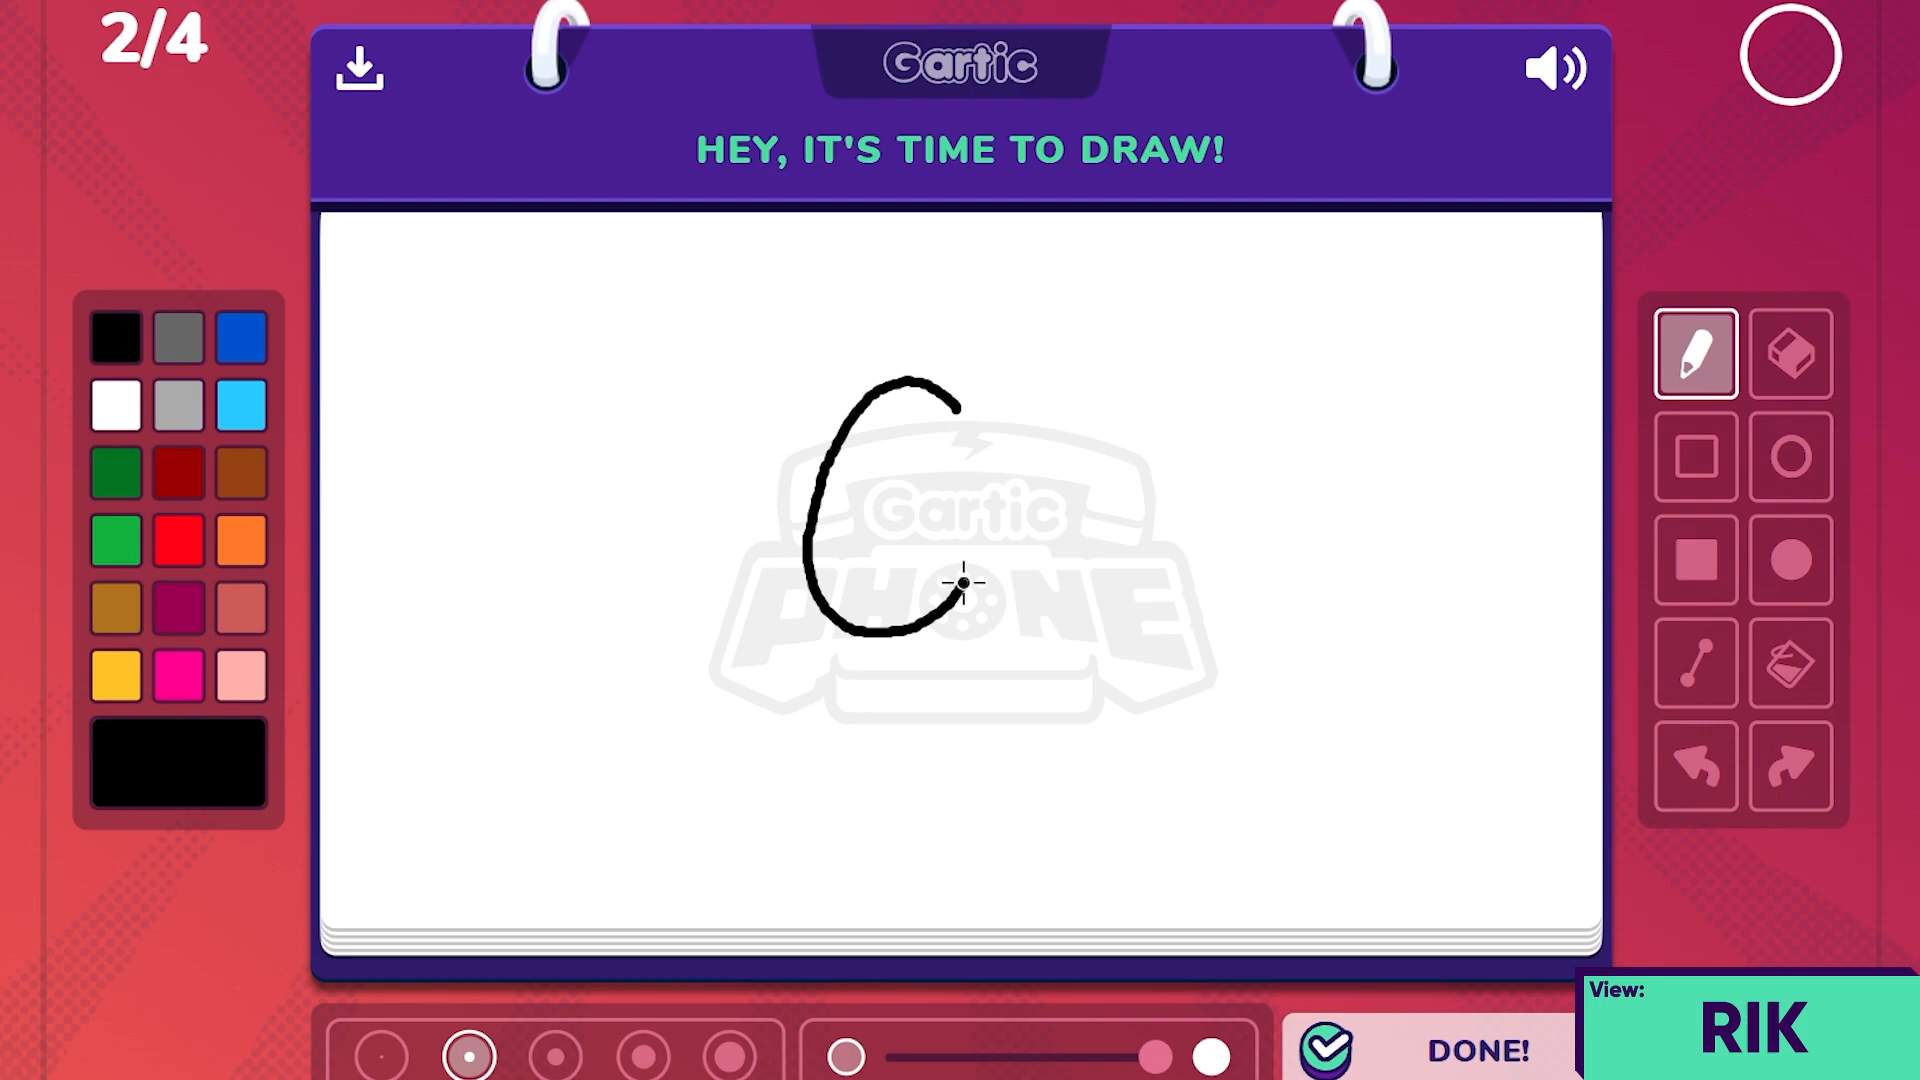 2/4
Gartic
HEY, IT'S TIME TO DRAW!
Gartic
PHONE
DONE!
View:
RIK